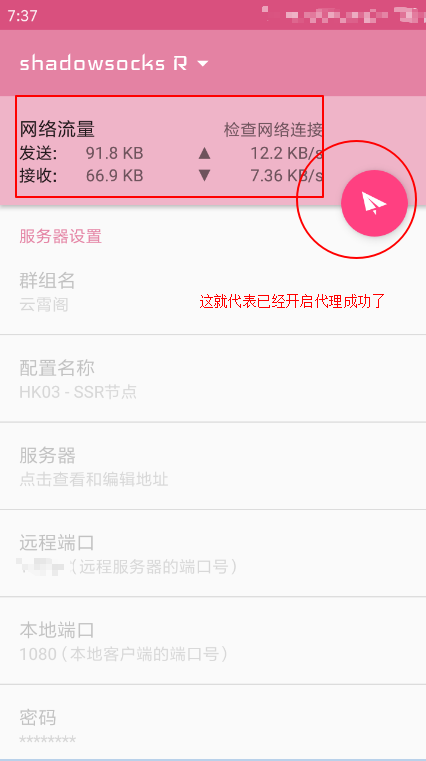 7:37
shadowsocks R
网络流量 检查网络连接
发送: 91.8 KB ▲ 12.2 KB/s
接收: 66.9 KB ▼ 7.36 KB/s
服务器设置
群组名
云霄阁
这就代表已经开启代理成功了
配置名称
HK03 - SSR节点
服务器
点击查看和编辑地址
远程端口
(远程服务器的端口号)
本地端口
1080 (本地客户端的端口号)
密码
********